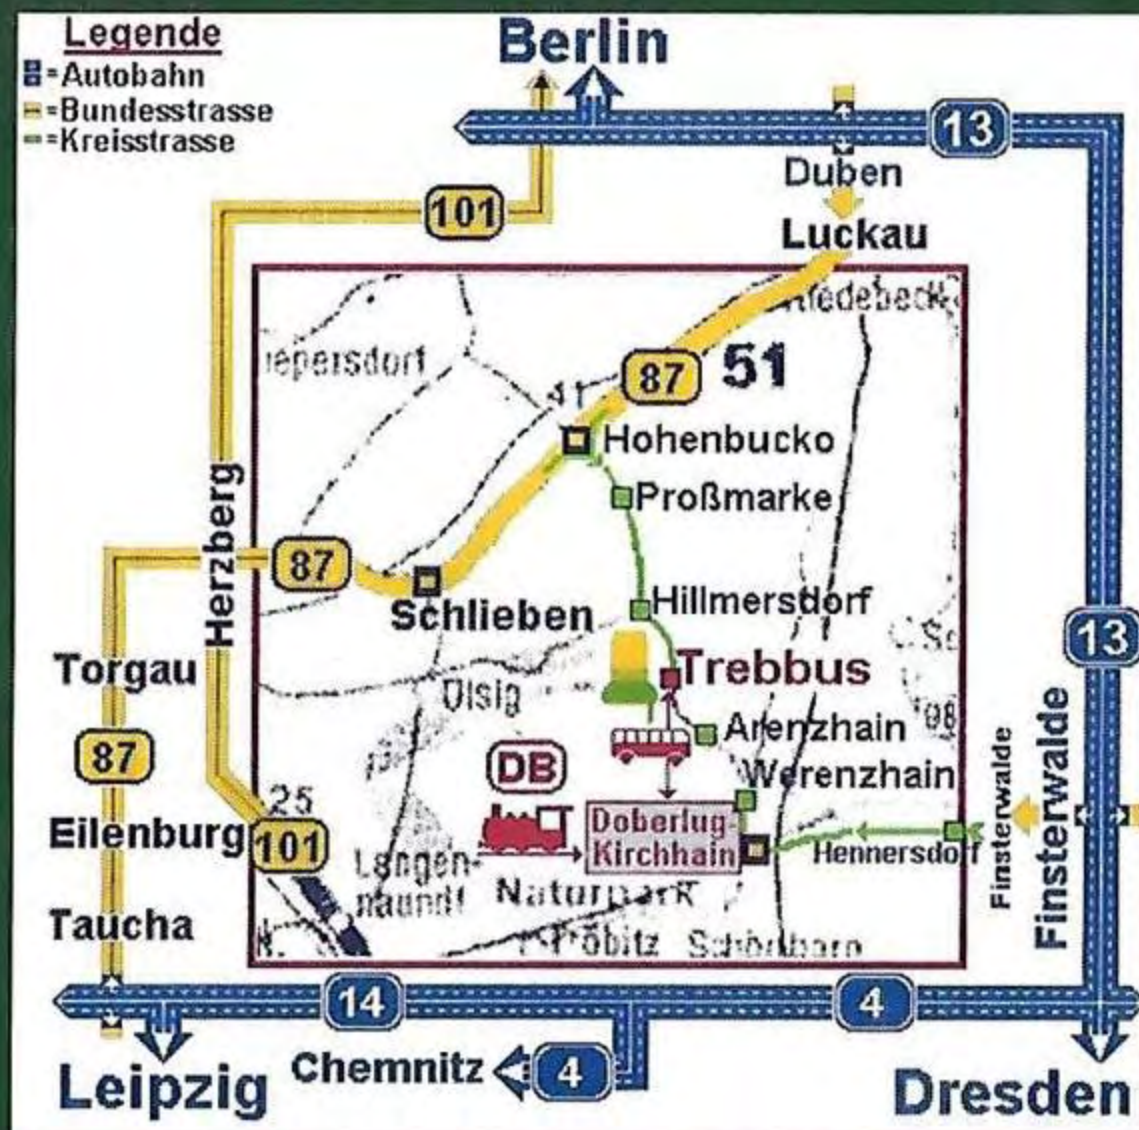 Legende
=Autobahn
=Bundesstrasse
=Kreisstrasse
Berlin
13
Duben
101
Luckau
87
51
Hohenbucko
Proßmarke
Herzberg
87
Schlieben
Hillmersdorf
13
Torgau
Trebbus
Arenzhain
87
DB
Werenzhain
Finsterwalde
Finsterwalde
25
Eilenburg
101
Doberlug-
Kirchhain
Hennersdorf
Naturpark
Taucha
14
4
Leipzig
Chemnitz
4
Dresden